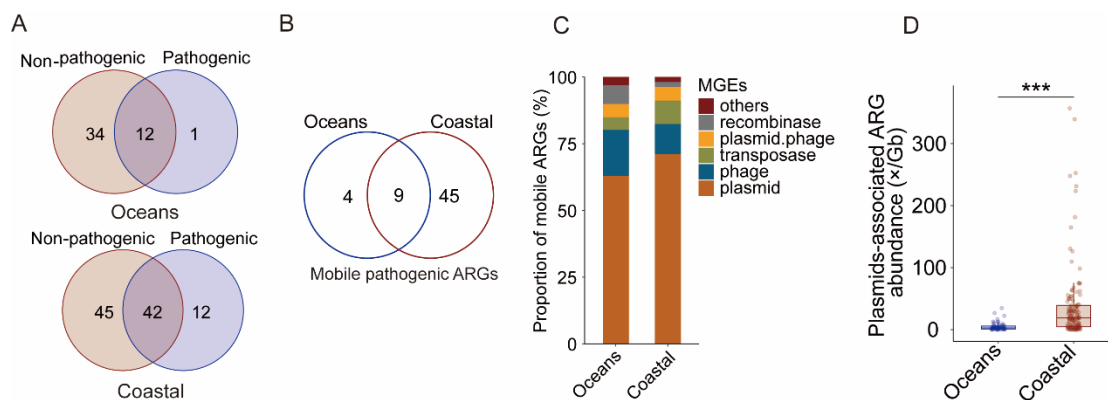 A
Non-pathogenic Pathogenic
34 12 1
Oceans
Non-pathogenic Pathogenic
45 42 12
Coastal
B
Oceans Coastal
4 9 45
Mobile pathogenic ARGs
C
Proportion of mobile ARGs (%)
100
75
50
25
0
Oceans
Coastal
MGEs
others
recombinase
plasmid.phage
transposase
phage
plasmid
D
Plasmids-associated ARG
abundance (×/Gb)
***
300
200
100
0
Oceans
Coastal